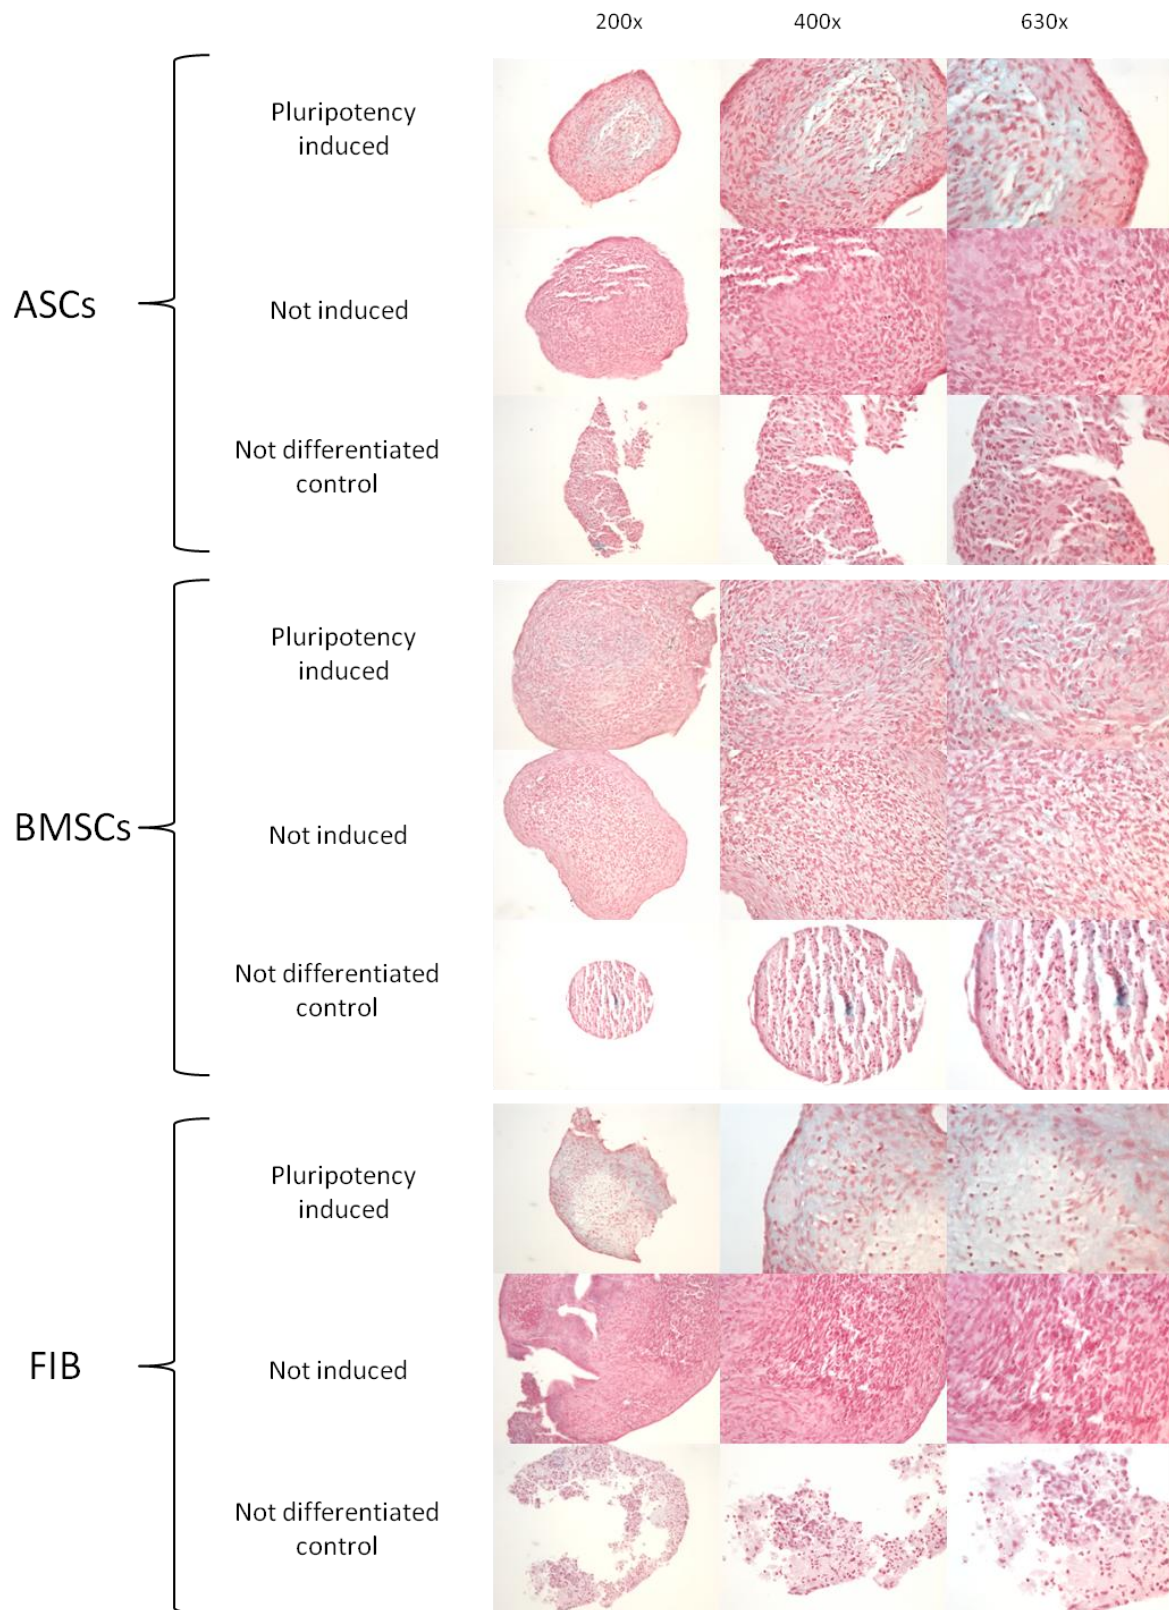 200x 400x 630x
ASCs
Pluripotency
induced
Not induced
Not differentiated
control
BMSCs
Pluripotency
induced
Not induced
Not differentiated
control
FIB
Pluripotency
induced
Not induced
Not differentiated
control